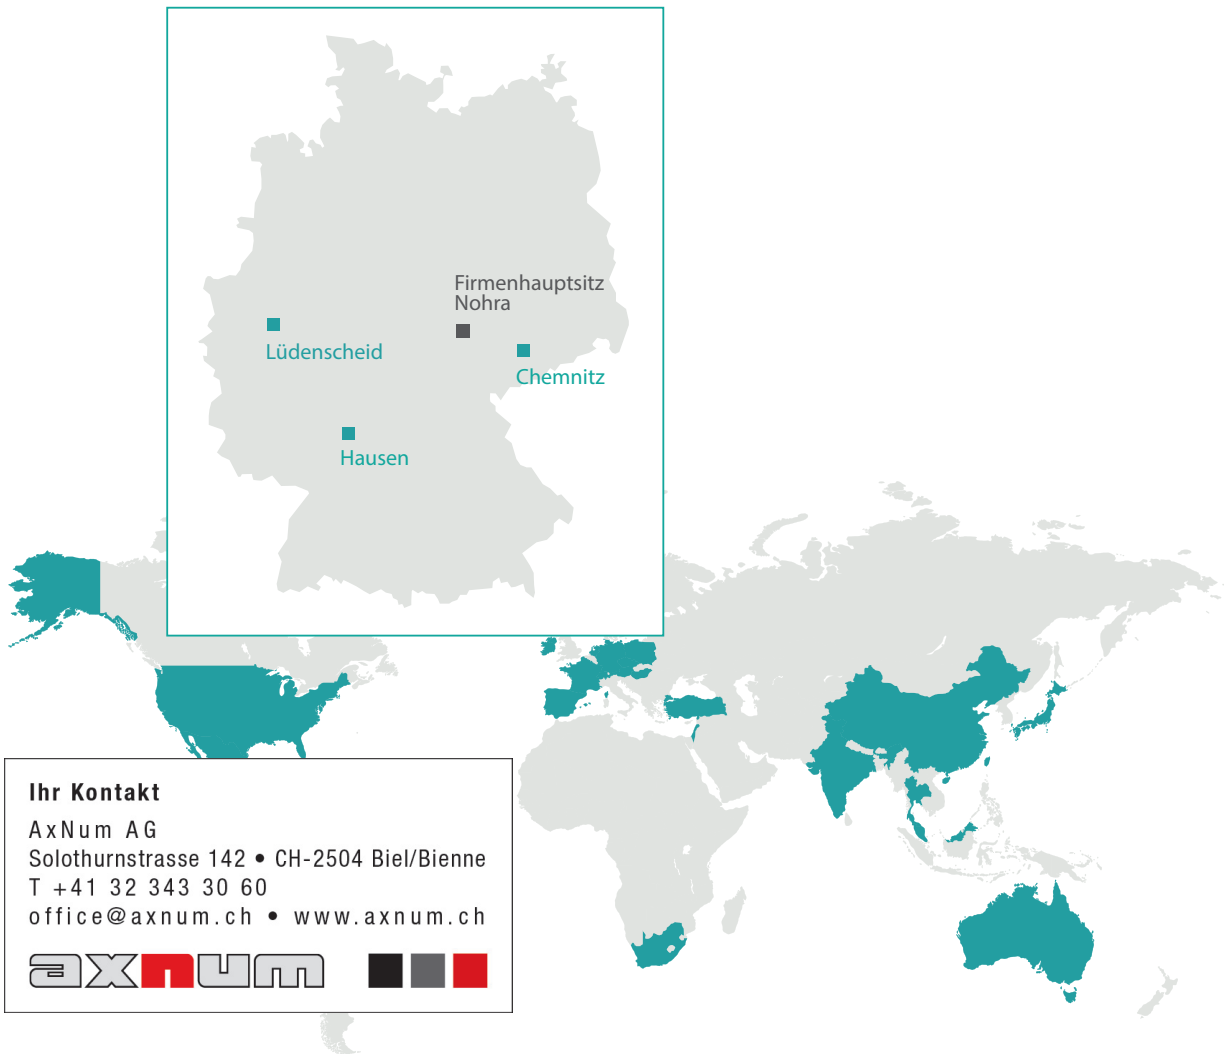 Firmenhauptsitz
Nohra
Lüdenscheid
Chemnitz
Hausen
Ihr Kontakt
AxNum AG
Solothurnstrasse 142 • CH-2504 Biel/Bienne
T +41 32 343 30 60
office@axnum.ch • www.axnum.ch
axnum